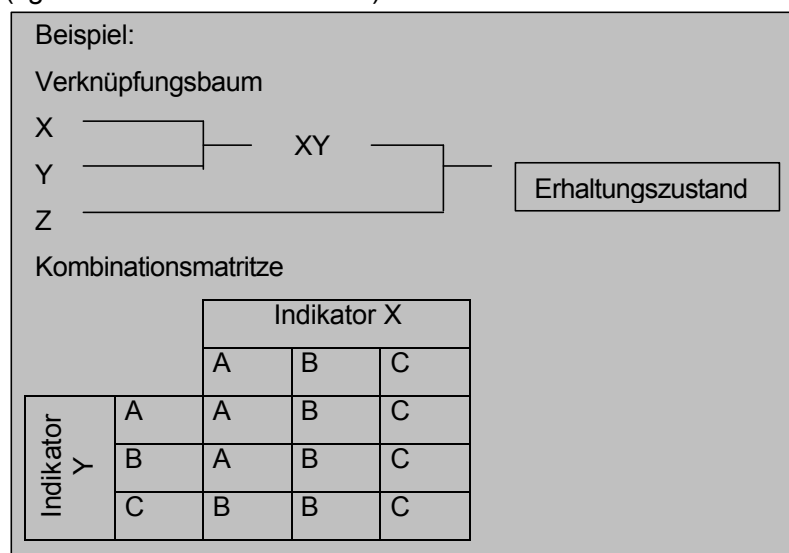 Beispiel:
Verknüpfungsbaum
X
XY
Y
Erhaltungszustand
Z
Kombinationsmatritze
Indikator X
A B C
Indikator
Y
A A B C
B A B C
C B B C